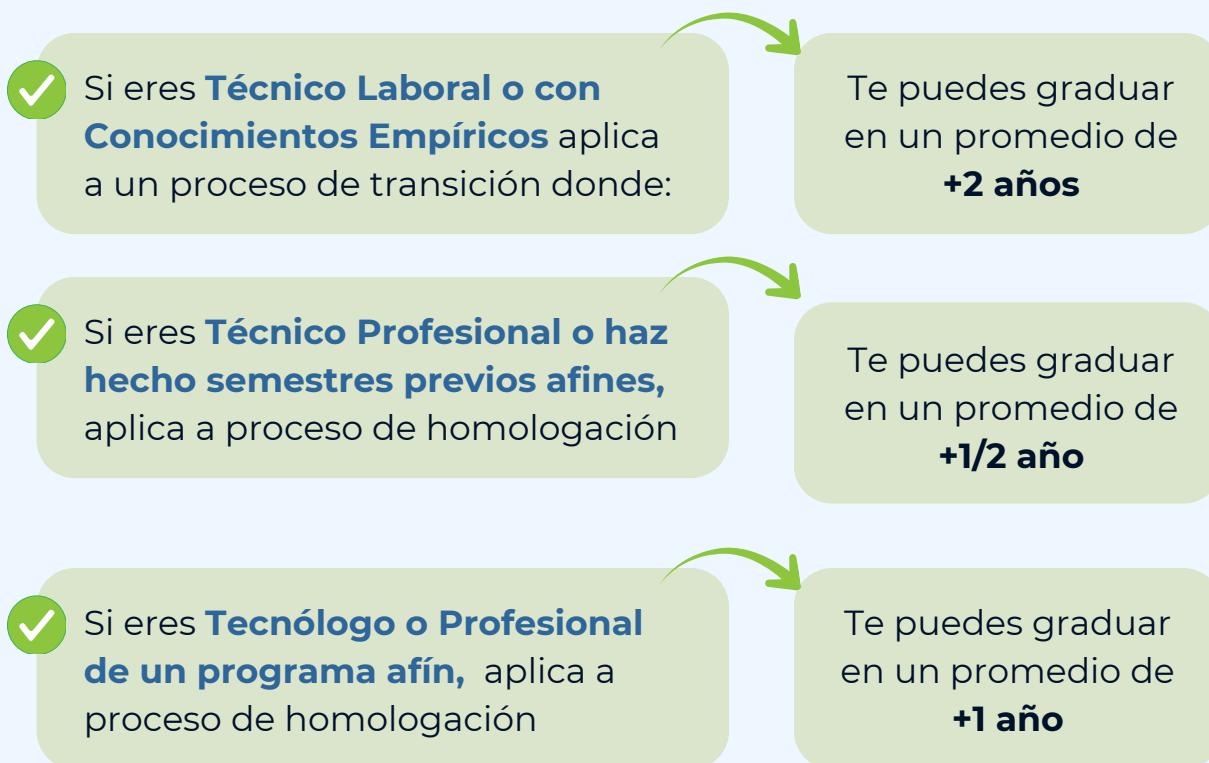 Si eres Técnico Laboral o con
Conocimientos Empíricos aplica
a un proceso de transición donde:
Te puedes graduar
en un promedio de
+2 años
Si eres Técnico Profesional o haz
hecho semestres previos afines,
aplica a proceso de homologación
Te puedes graduar
en un promedio de
+1/2 año
Si eres Tecnólogo o Profesional
de un programa afín, aplica a
proceso de homologación
Te puedes graduar
en un promedio de
+1 año